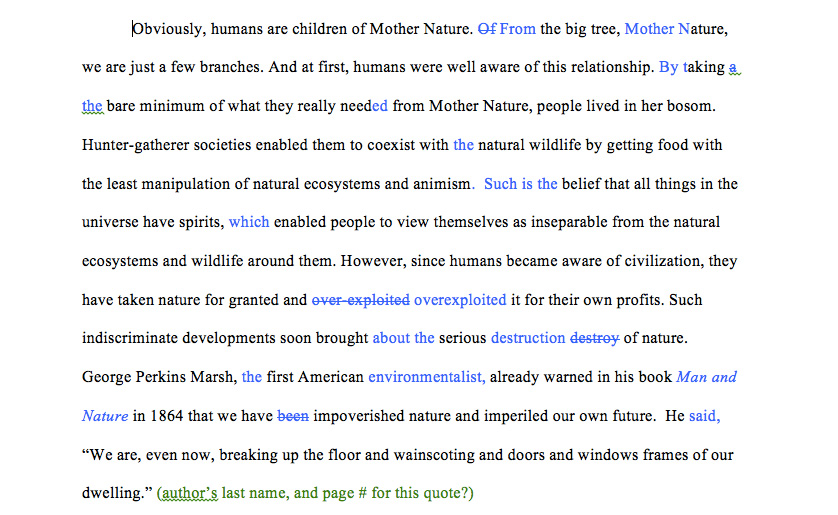 Obviously, humans are children of Mother Nature. Of From the big tree, Mother Nature,
we are just a few branches. And at first, humans were well aware of this relationship. By taking a
the bare minimum of what they really needed from Mother Nature, people lived in her bosom.
Hunter-gatherer societies enabled them to coexist with the natural wildlife by getting food with
the least manipulation of natural ecosystems and animism.  Such is the belief that all things in the
universe have spirits, which enabled people to view themselves as inseparable from the natural
ecosystems and wildlife around them. However, since humans became aware of civilization, they
have taken nature for granted and over-exploited overexploited it for their own profits. Such
indiscriminate developments soon brought about the serious destruction destroy of nature.
George Perkins Marsh, the first American environmentalist, already warned in his book Man and
Nature in 1864 that we have been impoverished nature and imperiled our own future.  He said,
“We are, even now, breaking up the floor and wainscoting and doors and windows frames of our
dwelling.” (author’s last name, and page # for this quote?)